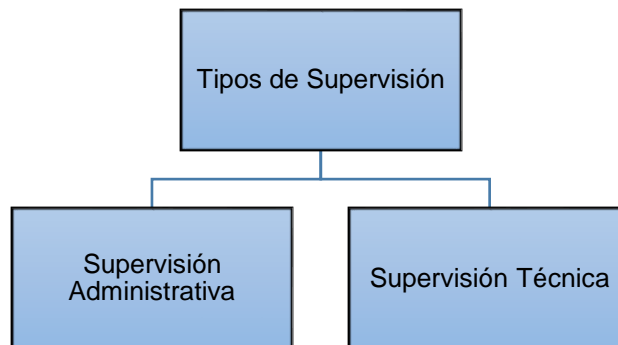 Tipos de Supervisión
Supervisión
Administrativa
Supervisión Técnica